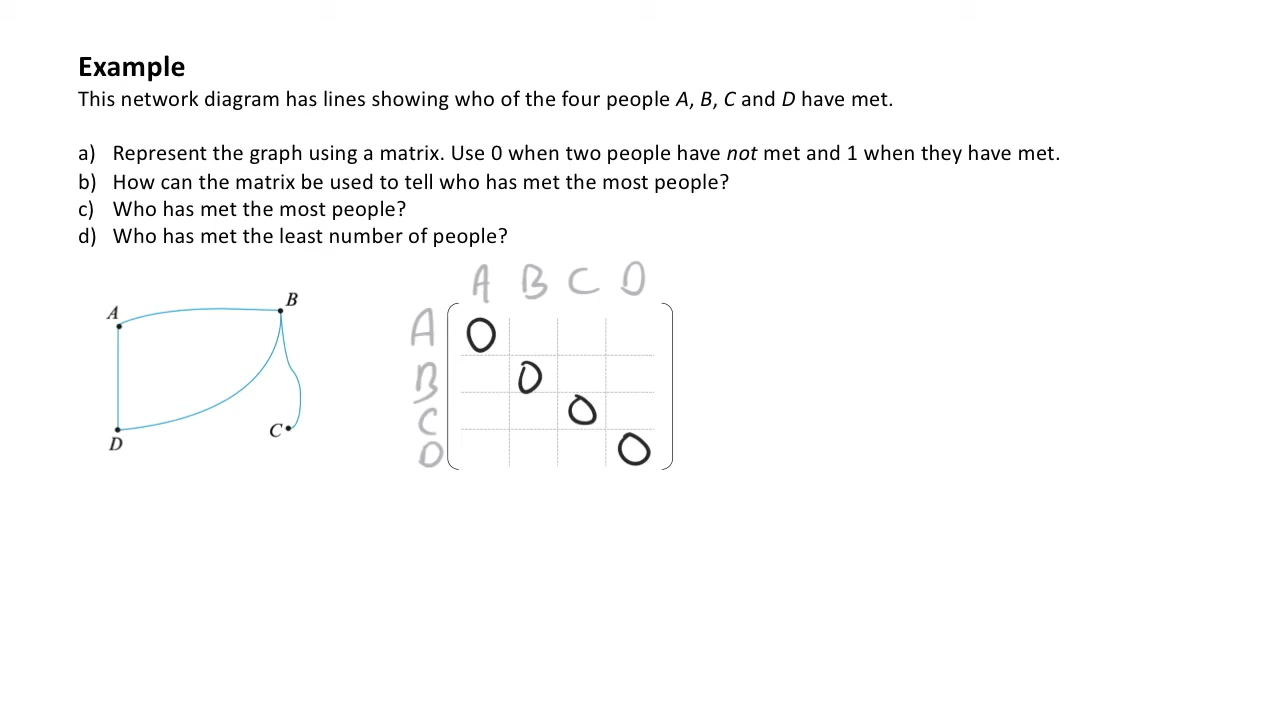 Example
This network diagram has lines showing who of the four people A, B, C and D have met.
a) Represent the graph using a matrix. Use 0 when two people have not met and 1 when they have met.
b) How can the matrix be used to tell who has met the most people?
c) Who has met the most people?
d) Who has met the least number of people?
A B C D
A B
A 0
B 0
C 0
D 0
D C